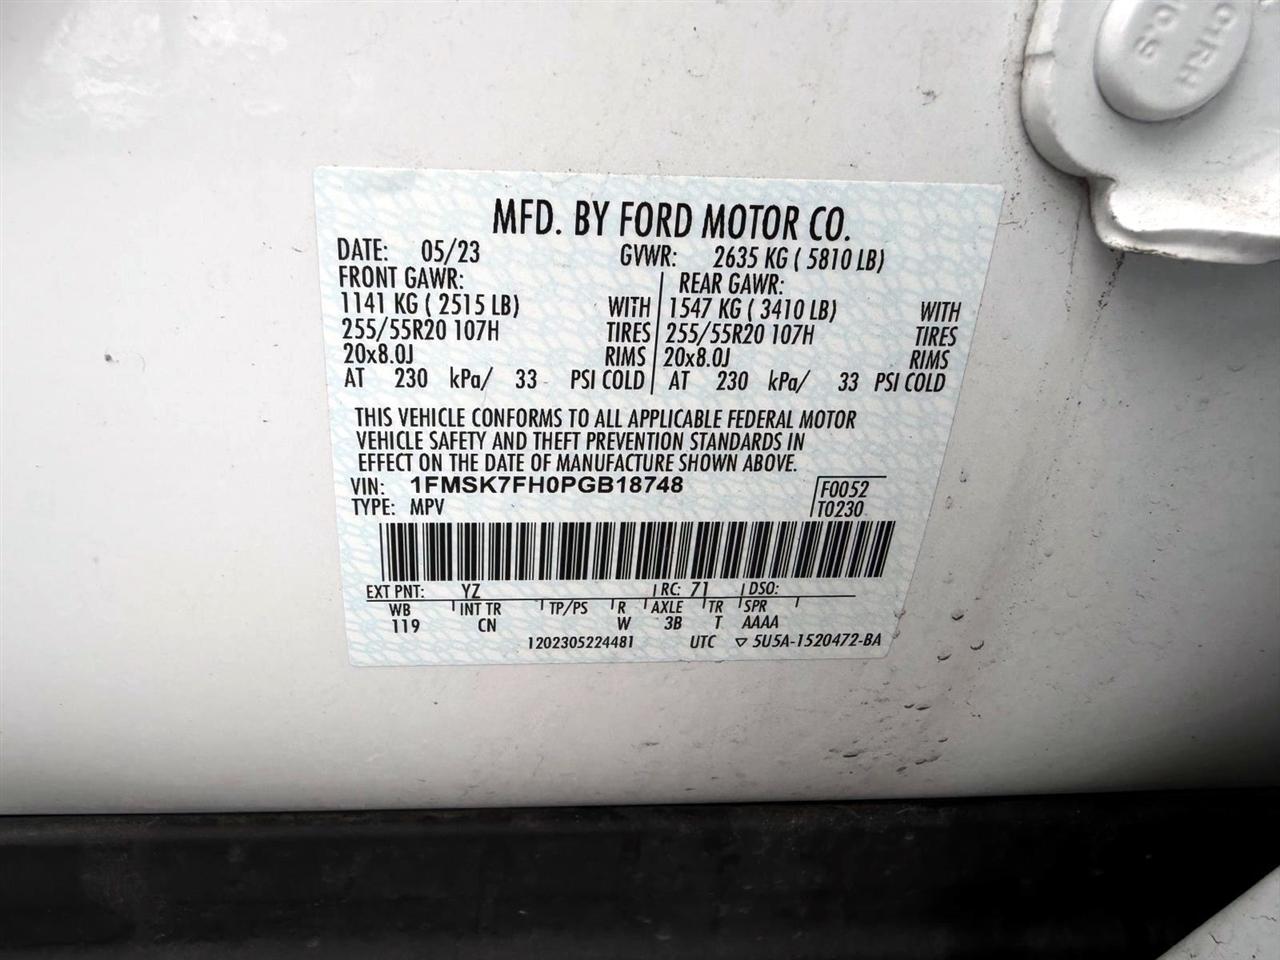 CTRH
10.9
MFD. BY FORD MOTOR CO.
DATE: 05/23 GVWR: 2635 KG ( 5810 LB)
FRONT GAWR: REAR GAWR:
1141 KG ( 2515 LB) WITH 1547 KG ( 3410 LB) WITH
255/55R20 107H TIRES 255/55R20 107H TIRES
20x8.0J RIMS 20x8.0J RIMS
AT 230 kPa/ 33 PSI COLD AT 230 kPa/ 33 PSI COLD
THIS VEHICLE CONFORMS TO ALL APPLICABLE FEDERAL MOTOR
VEHICLE SAFETY AND THEFT PREVENTION STANDARDS IN
EFFECT ON THE DATE OF MANUFACTURE SHOWN ABOVE.
VIN: 1FMSK7FH0PGB18748 F0052
TYPE: MPV T0230
EXT PNT: YZ RC: 71 DSO:
WB INT TR TP/PS R AXLE TR SPR
119 CN W 3B T AAAA
1202305224481 UTC ▽ 5U5A-1520472-BA